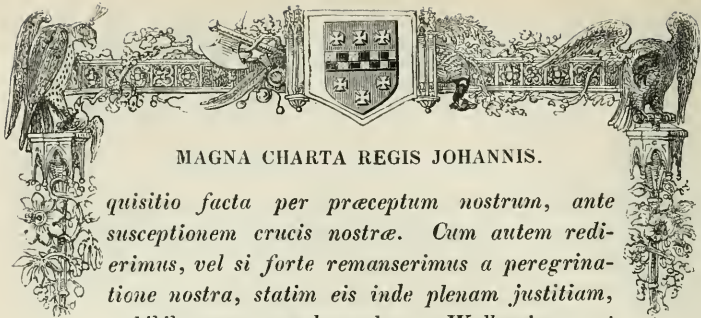 MAGNA CHARTA REGIS JOHANNIS.
quisitio facta per præceptum nostrum, ante
susceptionem crucis nostræ. Cum autem redi-
erimus, vel si forte remanserimus a peregrina-
tione nostra, statim eis inde plenam justitiam,